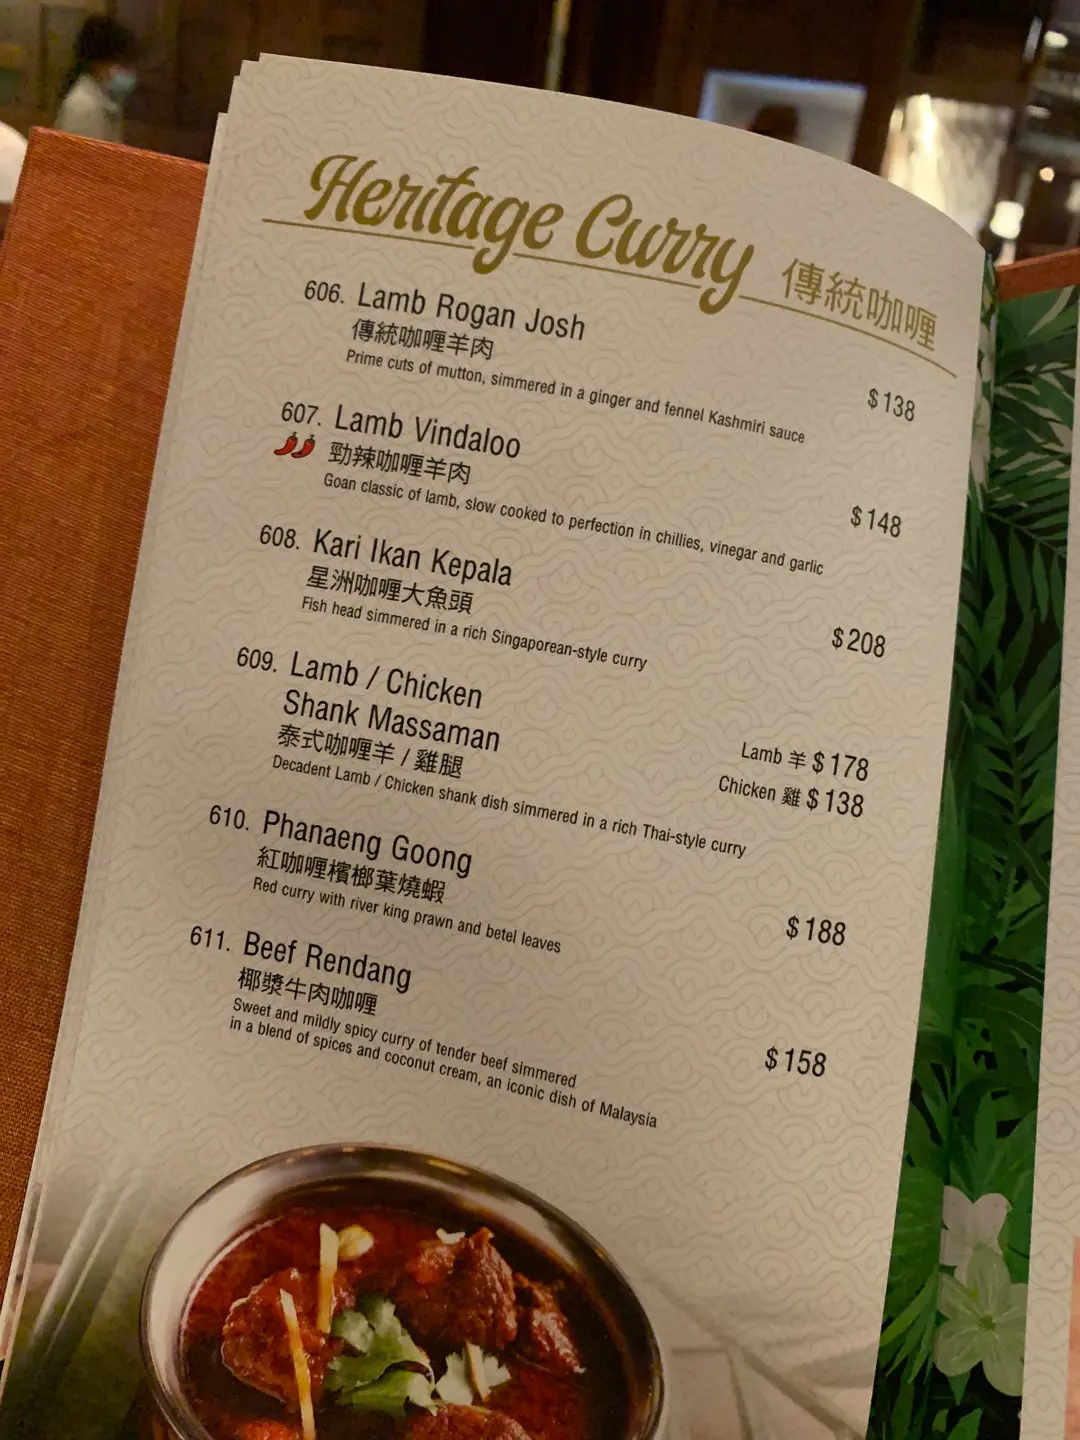 Heritage Curry 傳統咖喱
606. Lamb Rogan Josh
傳統咖喱羊肉
Prime cuts of mutton, simmered in a ginger and fennel Kashmiri sauce
$138
607. Lamb Vindaloo
勁辣咖喱羊肉
Goan classic of lamb, slow cooked to perfection in chillies, vinegar and garlic
$148
608. Kari Ikan Kepala
星洲咖喱大魚頭
Fish head simmered in a rich Singaporean-style curry
$208
609. Lamb / Chicken
Shank Massaman
泰式咖喱羊 / 雞腿
Decadent Lamb / Chicken shank dish simmered in a rich Thai-style curry
Lamb 羊 $178
Chicken 雞 $138
610. Phanaeng Goong
紅咖喱檳榔葉燒蝦
Red curry with river king prawn and betel leaves
$188
611. Beef Rendang
椰漿牛肉咖喱
Sweet and mildly spicy curry of tender beef simmered
in a blend of spices and coconut cream, an iconic dish of Malaysia
$158